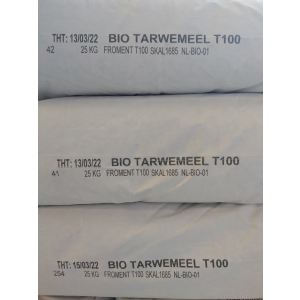 THT: 13/03/22 BIO TARWEMEEL T100
42 25 KG FROMENT T100 SKAL1685 NL-BIO-01
THT: 13/03/22 BIO TARWEMEEL T100
41 25 KG FROMENT T100 SKAL1685 NL-BIO-01
THT: 15/03/22 BIO TARWEMEEL T100
254 25 KG FROMENT T100 SKAL1685 NL-BIO-01